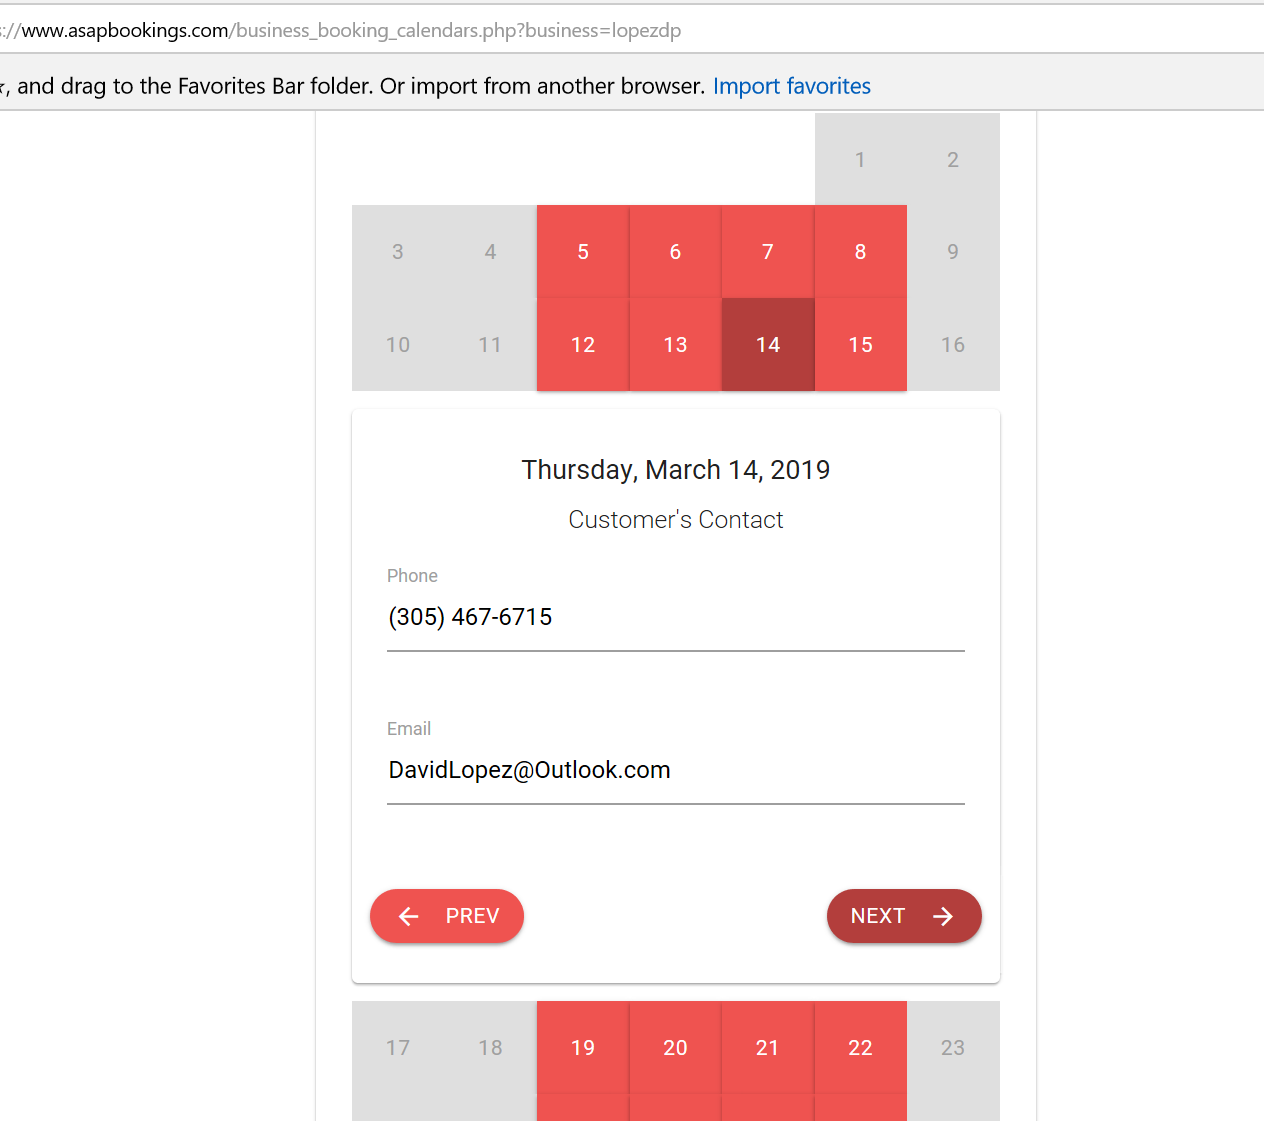 ://www.asapbookings.com/business_booking_calendars.php?business=lopezdp
, and drag to the Favorites Bar folder. Or import from another browser. Import favorites
1 2
3 4 5 6 7 8 9
10 11 12 13 14 15 16
Thursday, March 14, 2019
Customer's Contact
Phone
(305) 467-6715
Email
DavidLopez@Outlook.com
PREV NEXT
17 18 19 20 21 22 23